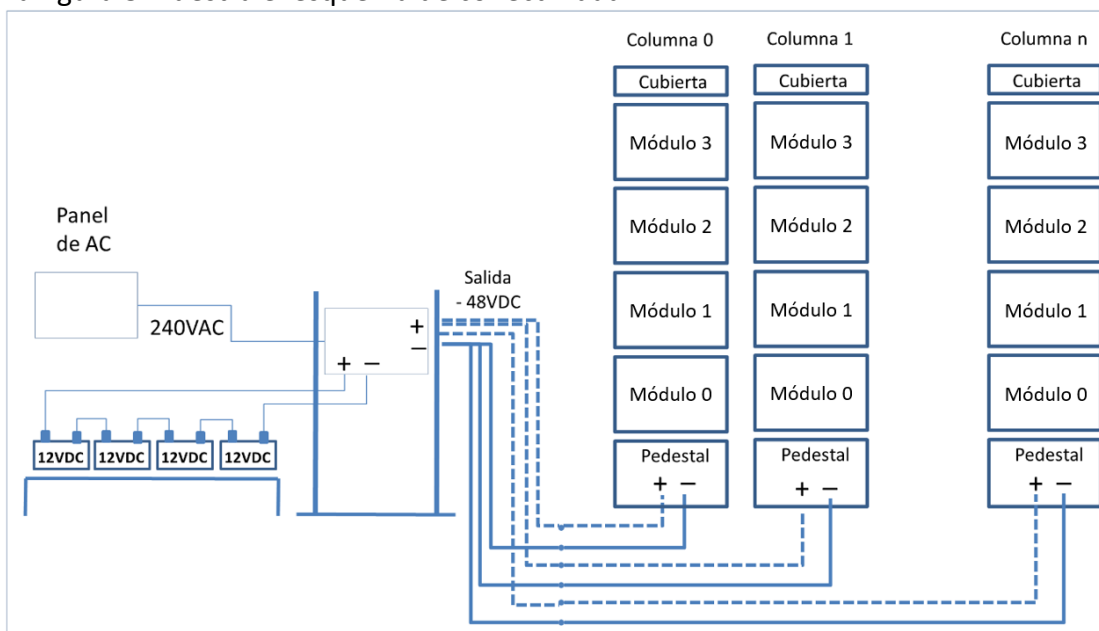 Columna 0 Columna 1 Columna n
Cubierta Cubierta Cubierta
Módulo 3 Módulo 3 Módulo 3
Módulo 2 Módulo 2 Módulo 2
Módulo 1 Módulo 1 Módulo 1
Módulo 0 Módulo 0 Módulo 0
Pedestal Pedestal Pedestal
+ − + − + −
Panel
de AC
240VAC
Salida
- 48VDC
+
−
+ −
12VDC 12VDC 12VDC 12VDC